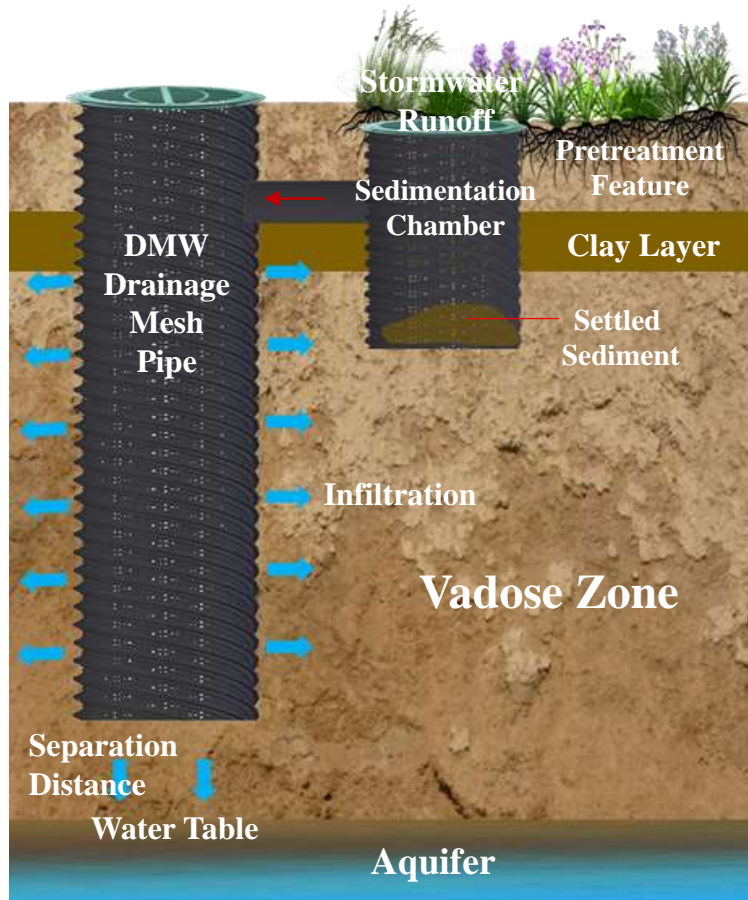 Stormwater
Runoff
Pretreatment
Feature
Sedimentation
Chamber
DMW
Drainage
Mesh
Pipe
Clay Layer
Settled
Sediment
Infiltration
Vadose Zone
Separation
Distance
Water Table
Aquifer